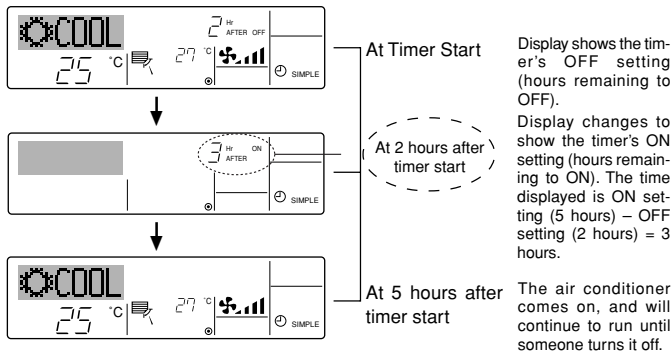 COOL
2 Hr
AFTER OFF
25 °C
27 °C
SIMPLE
At Timer Start
Display shows the tim-
er's OFF setting
(hours remaining to
OFF).
3 Hr ON
AFTER
SIMPLE
At 2 hours after
timer start
Display changes to
show the timer's ON
setting (hours remain-
ing to ON). The time
displayed is ON set-
ting (5 hours) – OFF
setting (2 hours) = 3
hours.
COOL
25 °C
27 °C
SIMPLE
At 5 hours after
timer start
The air conditioner
comes on, and will
continue to run until
someone turns it off.